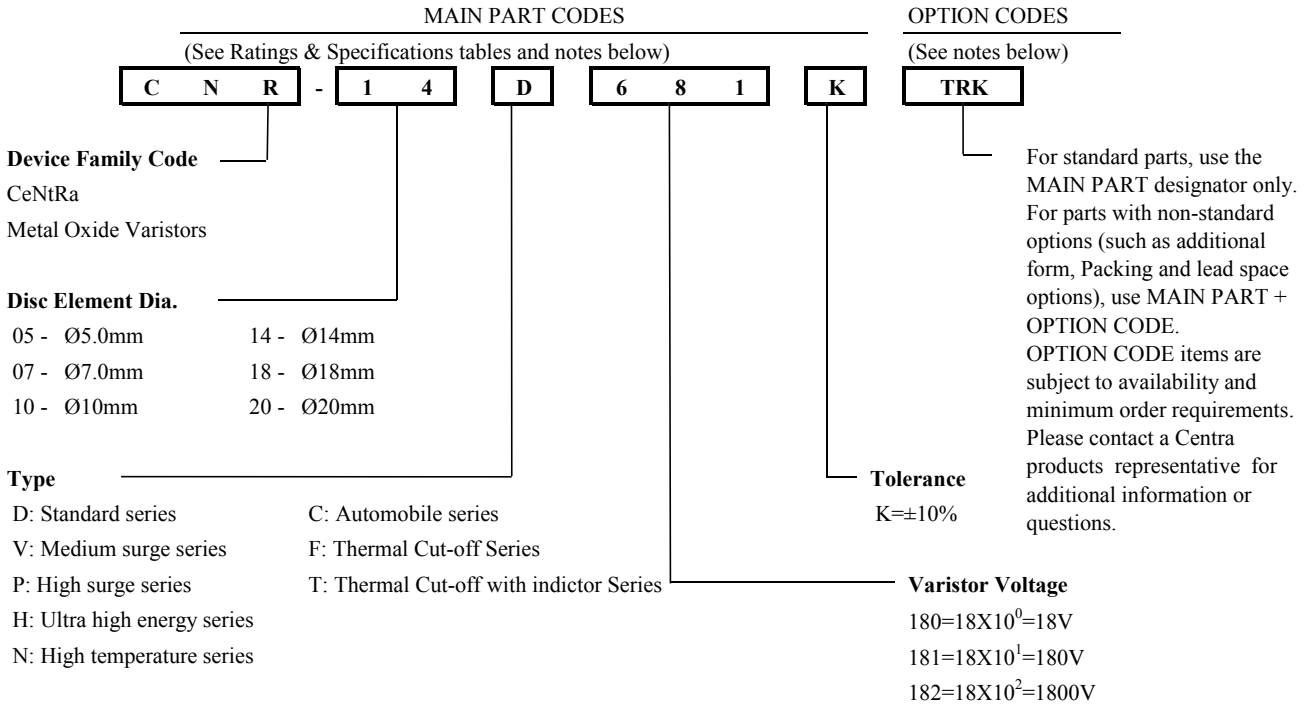 MAIN PART CODES OPTION CODES
(See Ratings & Specifications tables and notes below) (See notes below)
C N R - 1 4 D 6 8 1 K TRK
Device Family Code
CeNtRa
Metal Oxide Varistors
For standard parts, use the
MAIN PART designator only.
For parts with non-standard
options (such as additional
form, Packing and lead space
options), use MAIN PART +
OPTION CODE.
OPTION CODE items are
subject to availability and
minimum order requirements.
Please contact a Centra
products representative for
additional information or
questions.
Disc Element Dia.
05 - Ø5.0mm 14 - Ø14mm
07 - Ø7.0mm 18 - Ø18mm
10 - Ø10mm 20 - Ø20mm
Type
D: Standard series C: Automobile series
V: Medium surge series F: Thermal Cut-off Series
P: High surge series T: Thermal Cut-off with indictor Series
H: Ultra high energy series
N: High temperature series
Tolerance
K=±10%
Varistor Voltage
180=18X10⁰=18V
181=18X10¹=180V
182=18X10²=1800V